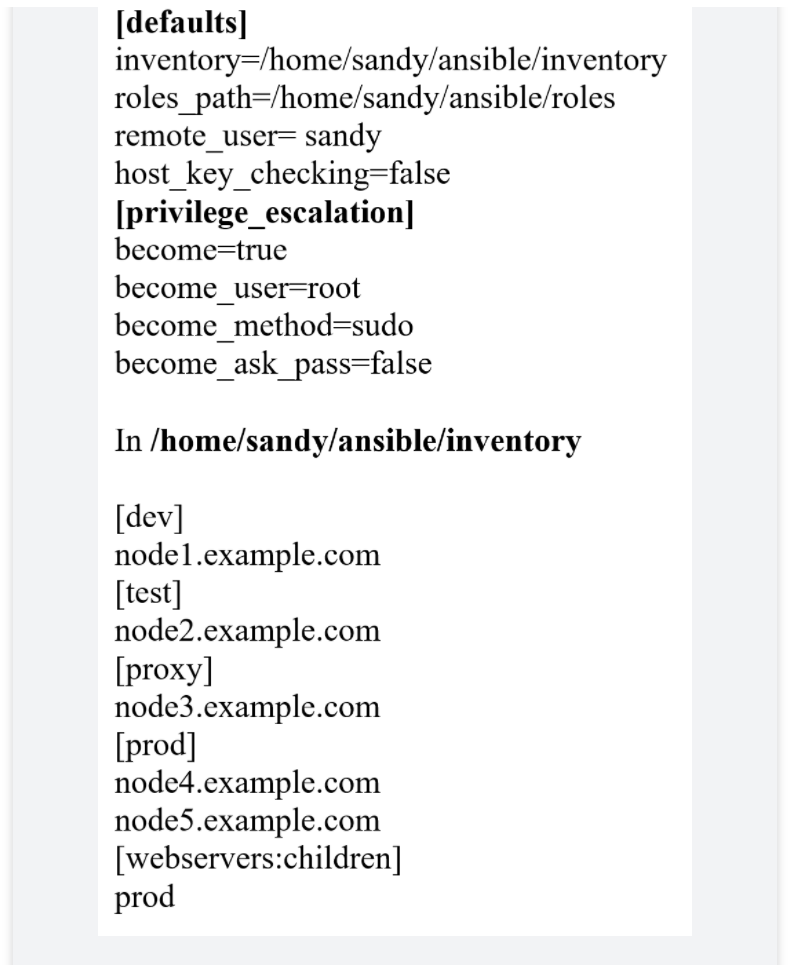 [defaults]
inventory=/home/sandy/ansible/inventory
roles_path=/home/sandy/ansible/roles
remote_user= sandy
host_key_checking=false
[privilege_escalation]
become=true
become_user=root
become_method=sudo
become_ask_pass=false
In /home/sandy/ansible/inventory
[dev]
node1.example.com
[test]
node2.example.com
[proxy]
node3.example.com
[prod]
node4.example.com
node5.example.com
[webservers:children]
prod